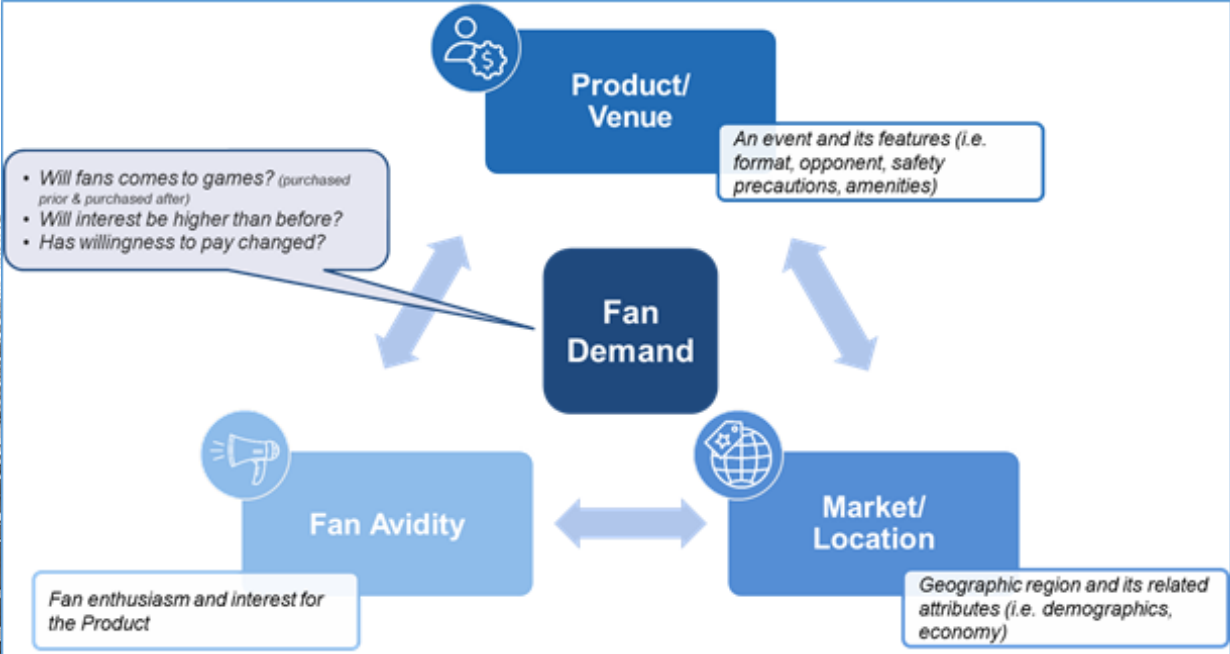 $
Product/
Venue
An event and its features (i.e.
format, opponent, safety
precautions, amenities)
• Will fans comes to games? (purchased
prior & purchased after)
• Will interest be higher than before?
• Has willingness to pay changed?
Fan
Demand
Fan Avidity
Fan enthusiasm and interest for
the Product
Market/
Location
Geographic region and its related
attributes (i.e. demographics,
economy)